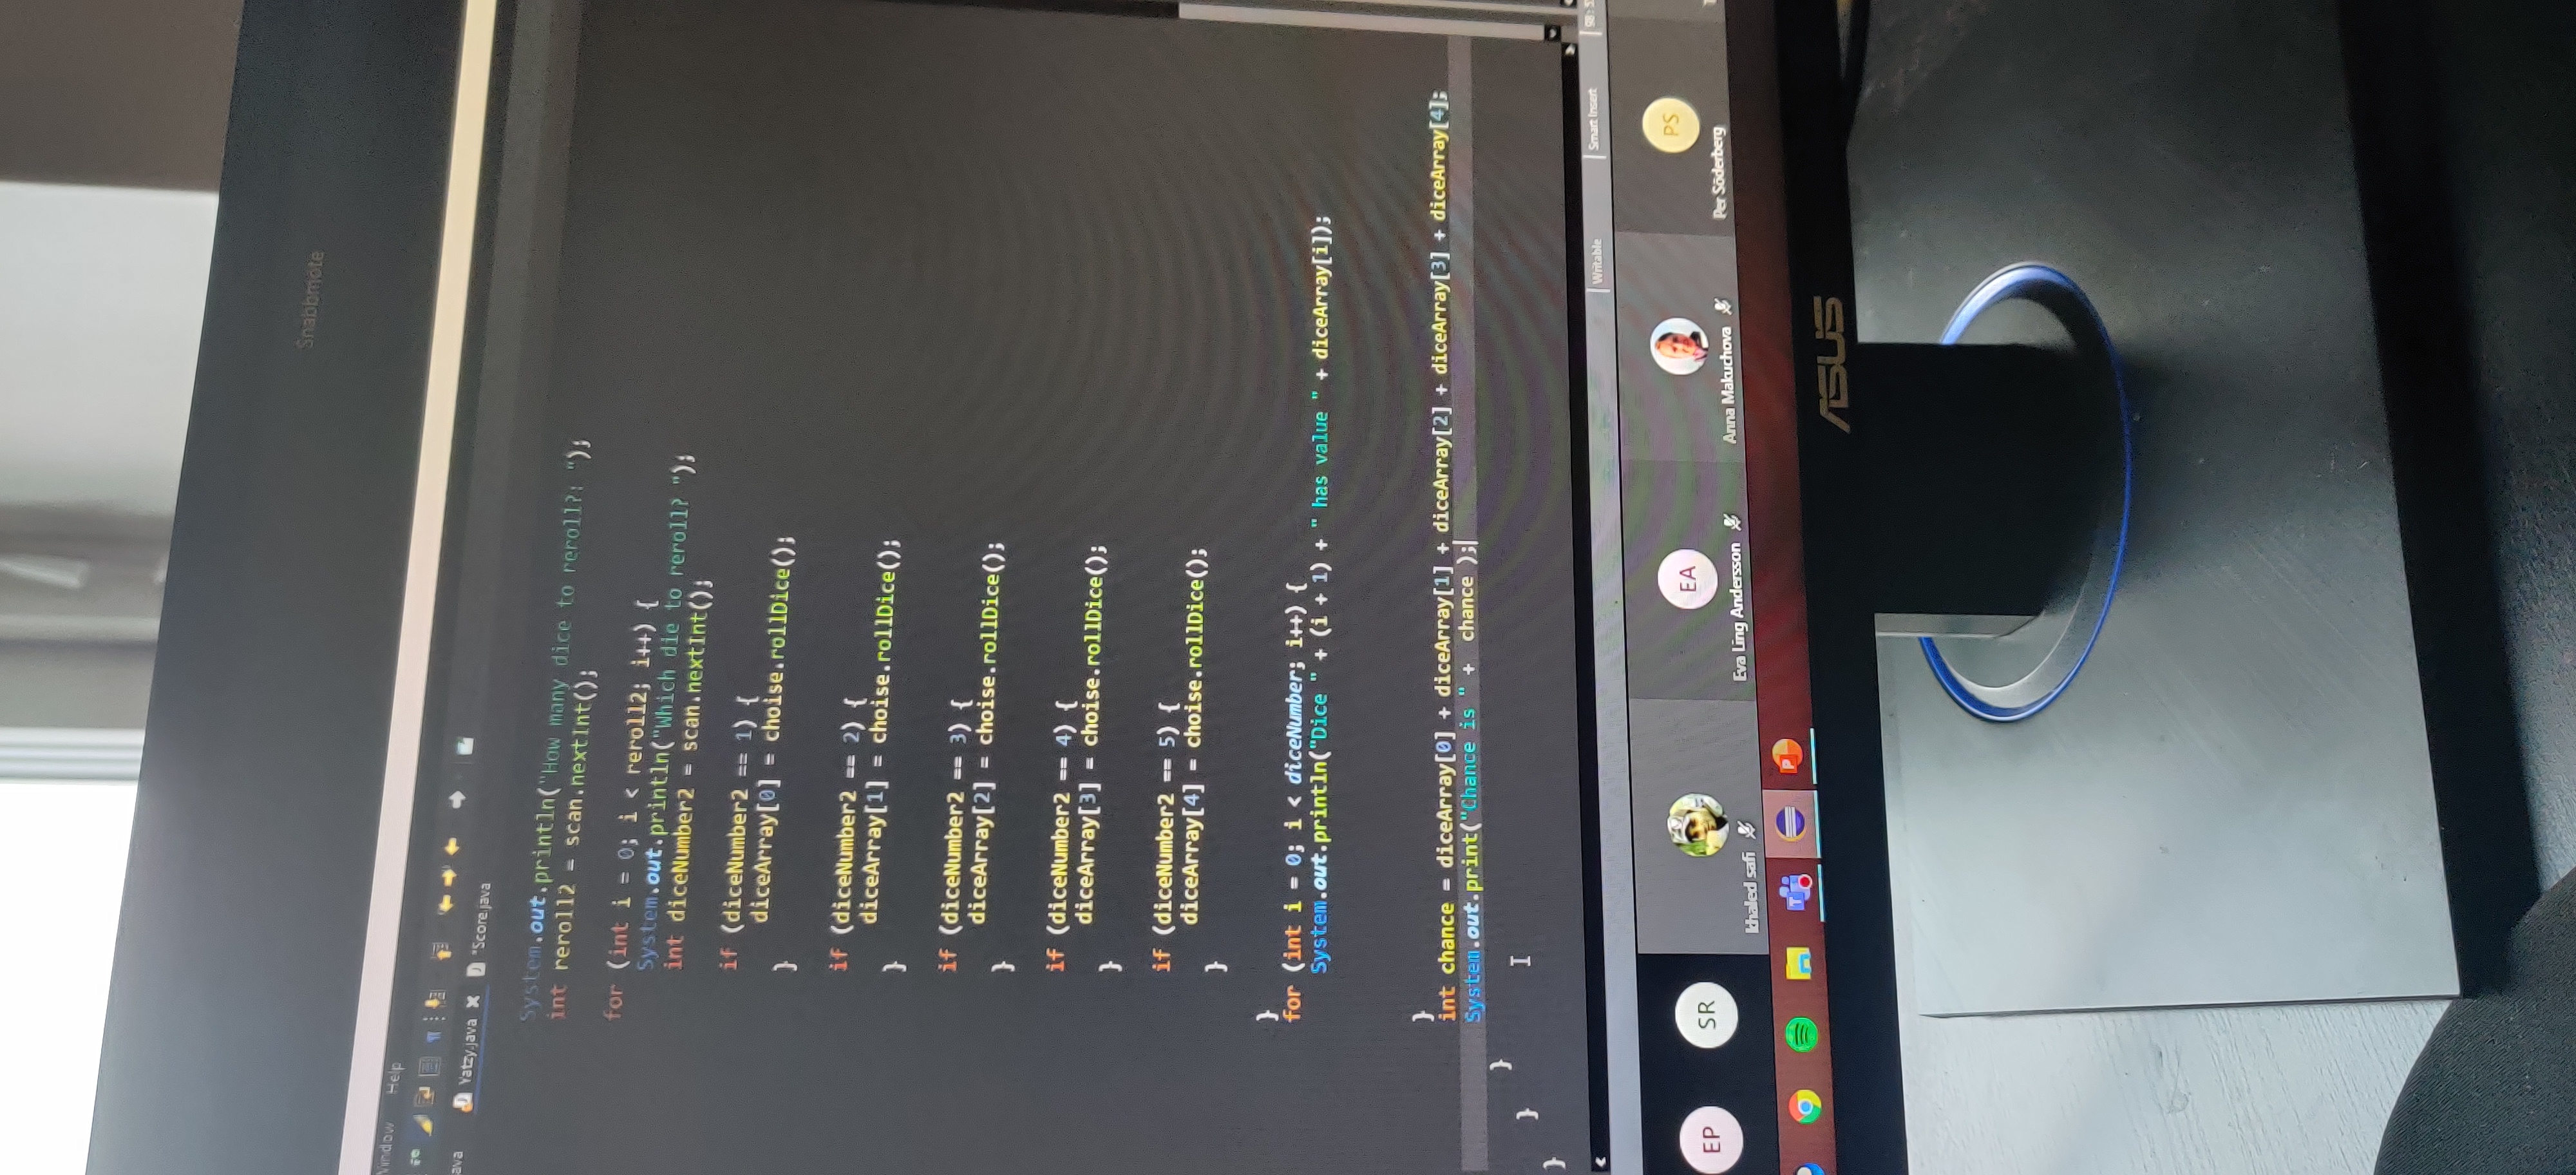 Snabbmöte
Window Help
ava Yatzy.java *Score.java
System.out.println("How many dice to reroll?: ");
int reroll2 = scan.nextInt();
for (int i = 0; i < reroll2; i++) {
System.out.println("Which die to reroll? ");
int diceNumber2 = scan.nextInt();
if (diceNumber2 == 1) {
diceArray[0] = choise.rollDice();
}
if (diceNumber2 == 2) {
diceArray[1] = choise.rollDice();
}
if (diceNumber2 == 3) {
diceArray[2] = choise.rollDice();
}
if (diceNumber2 == 4) {
diceArray[3] = choise.rollDice();
}
if (diceNumber2 == 5) {
diceArray[4] = choise.rollDice();
}
}
for (int i = 0; i < diceNumber; i++) {
System.out.println("Dice " + (i + 1) + " has value " + diceArray[i]);
}
int chance = diceArray[0] + diceArray[1] + diceArray[2] + diceArray[3] + diceArray[4];
System.out.print("Chance is " +  chance );
}
}
}
Writable Smart Insert
EP SR EA PS
khaled safi Eva Ling Andersson Anna Makuchova Per Söderberg
ASUS